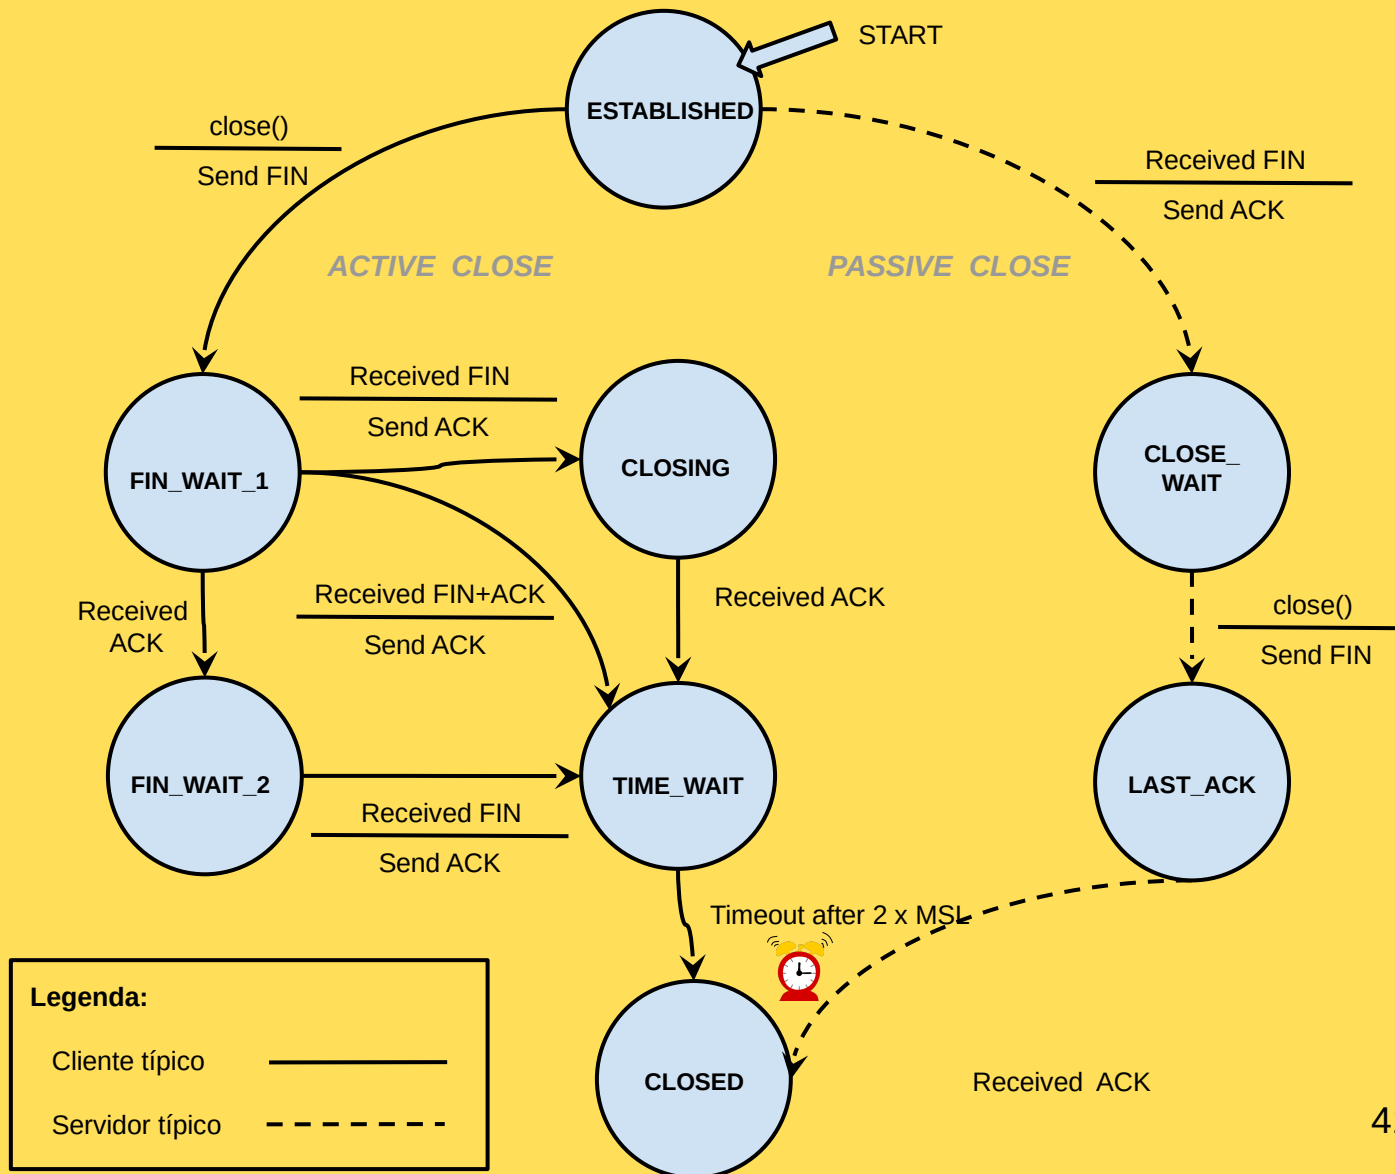 START
ESTABLISHED
close()
Send FIN
Received FIN
Send ACK
ACTIVE CLOSE
PASSIVE CLOSE
Received FIN
Send ACK
FIN_WAIT_1
CLOSING
CLOSE_
WAIT
Received
ACK
Received FIN+ACK
Send ACK
Received ACK
close()
Send FIN
FIN_WAIT_2
TIME_WAIT
LAST_ACK
Received FIN
Send ACK
Timeout after 2 x MSL
Legenda:
Cliente típico
Servidor típico
CLOSED
Received ACK